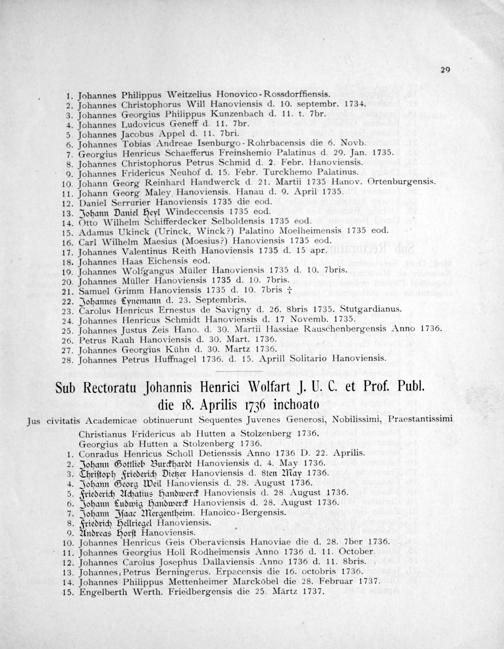 29
1. Johannes Philippus Weitzelius Honovico-Rossdorffiensis.
2. Johannes Christophorus Will Hanoviensis d. 10. septembr. 1734.
3. Johannes Georgius Philippus Kunzenbach d. 11. t. 7br.
4. Johannes Ludovicus Geneff d. 11. 7br.
5 Johannes Jacobus Appel d. 11. 7bri.
6. Johannes Tobias Andreae Isenburgo-Rohrbacensis die 6. Novb.
7. Georgius Henricus Schaefferus Freinshemio Palatinus d. 29. Jan. 1735.
8. Johannes Christophorus Petrus Schmid d. 2. Febr. Hanoviensis.
9. Johannes Fridericus Neuhof d. 15. Febr. Turckhemo Palatinus.
10. Johann Georg Reinhard Handwerck d. 21. Martii 1735 Hanov. Ortenburgensis.
11. Johann Georg Maley Hanoviensis. Hanau d. 9. April 1735.
12. Daniel Serrurier Hanoviensis 1735 die eod.
13. Johann Daniel Heyl Windeccensis 1735 eod.
14. Otto Wilhelm Schifferdecker Selboldensis 1735 eod.
15. Adamus Ukinck (Urinck, Winck?) Palatino Moelheimensis 1735 eod.
16. Carl Wilhelm Maesius (Moesius?) Hanoviensis 1735 eod.
17. Johannes Valentinus Reith Hanoviensis 1735 d. 15 apr.
18. Johannes Haas Eichensis eod.
19. Johannes Wolfgangus Müller Hanoviensis 1735 d. 10. 7bris.
20. Johannes Müller Hanoviensis 1735 d. 10. 7bris.
21. Samuel Grimm Hanoviensis 1735 d. 10. 7bris †
22. Johannes Lynemann d. 23. Septembris.
23. Carolus Henricus Ernestus de Savigny d. 26. 8bris 1735. Stutgardianus.
24. Johannes Henricus Schmidt Hanoviensis d. 17 Novemb. 1735.
25. Johannes Justus Zeis Hano. d. 30. Martii Hassiae Rauschenbergensis Anno 1736.
26. Petrus Rauh Hanoviensis d. 30. Mart. 1736.
27. Johannes Georgius Kühn d. 30. Martz 1736.
28. Johannes Petrus Huffnagel 1736. d. 15. Aprill Solitario Hanoviensis.
Sub Rectoratu Johannis Henrici Wolfart J. U. C. et Prof. Publ.
die 18. Aprilis 1736 inchoato
Jus civitatis Academicae obtinuerunt Sequentes Juvenes Generosi, Nobilissimi, Praestantissimi
Christianus Fridericus ab Hutten a Stolzenberg 1736.
Georgius ab Hutten a Stolzenberg 1736.
1. Conradus Henricus Scholl Detienssis Anno 1736 D. 22. Aprilis.
2. Johann Gottlieb Burckhardt Hanoviensis d. 4. May 1736.
3. Christoph Friederich Dietzer Hanoviensis d. 8ten May 1736.
4. Johann Georg Weil Hanoviensis d. 28. August 1736.
5. Friederich Achatius Handwerck Hanoviensis d. 28. August 1736.
6. Johann Ludwig Handwerck Hanoviensis d. 28. August 1736.
7. Johann Isaac Mergentheim. Hanoico-Bergensis.
8. Friedrich Hellriegel Hanoviensis.
9. Andreas Horst Hanoviensis.
10. Johannes Henricus Geis Oberaviensis Hanoviae die d. 28. 7ber 1736.
11. Johannes Georgius Holl Rodheimensis Anno 1736 d. 11. October.
12. Johannes Carolus Josephus Dallaviensis Anno 1736 d. 11. 8bris.
13. Johannes Petrus Berningerus. Erpacensis die 16. octobris 1736.
14. Johannes Philippus Mettenheimer Marcköbel die 28. Februar 1737.
15. Engelberth Werth. Friedbergensis die 25. Martz 1737.